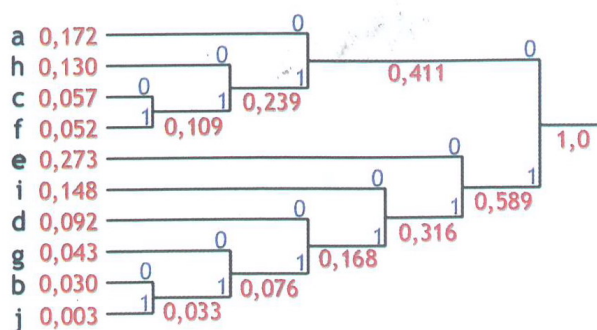 a 0,172 0 0
h 0,130 0 1 0,411
c 0,057 0 1 0,239
f 0,052 1 0,109 1,0
e 0,273 0 1
i 0,148 0 0,589
d 0,092 0 1 0,316
g 0,043 0 1 0,168
b 0,030 0 1 0,076
j 0,003 1 0,033